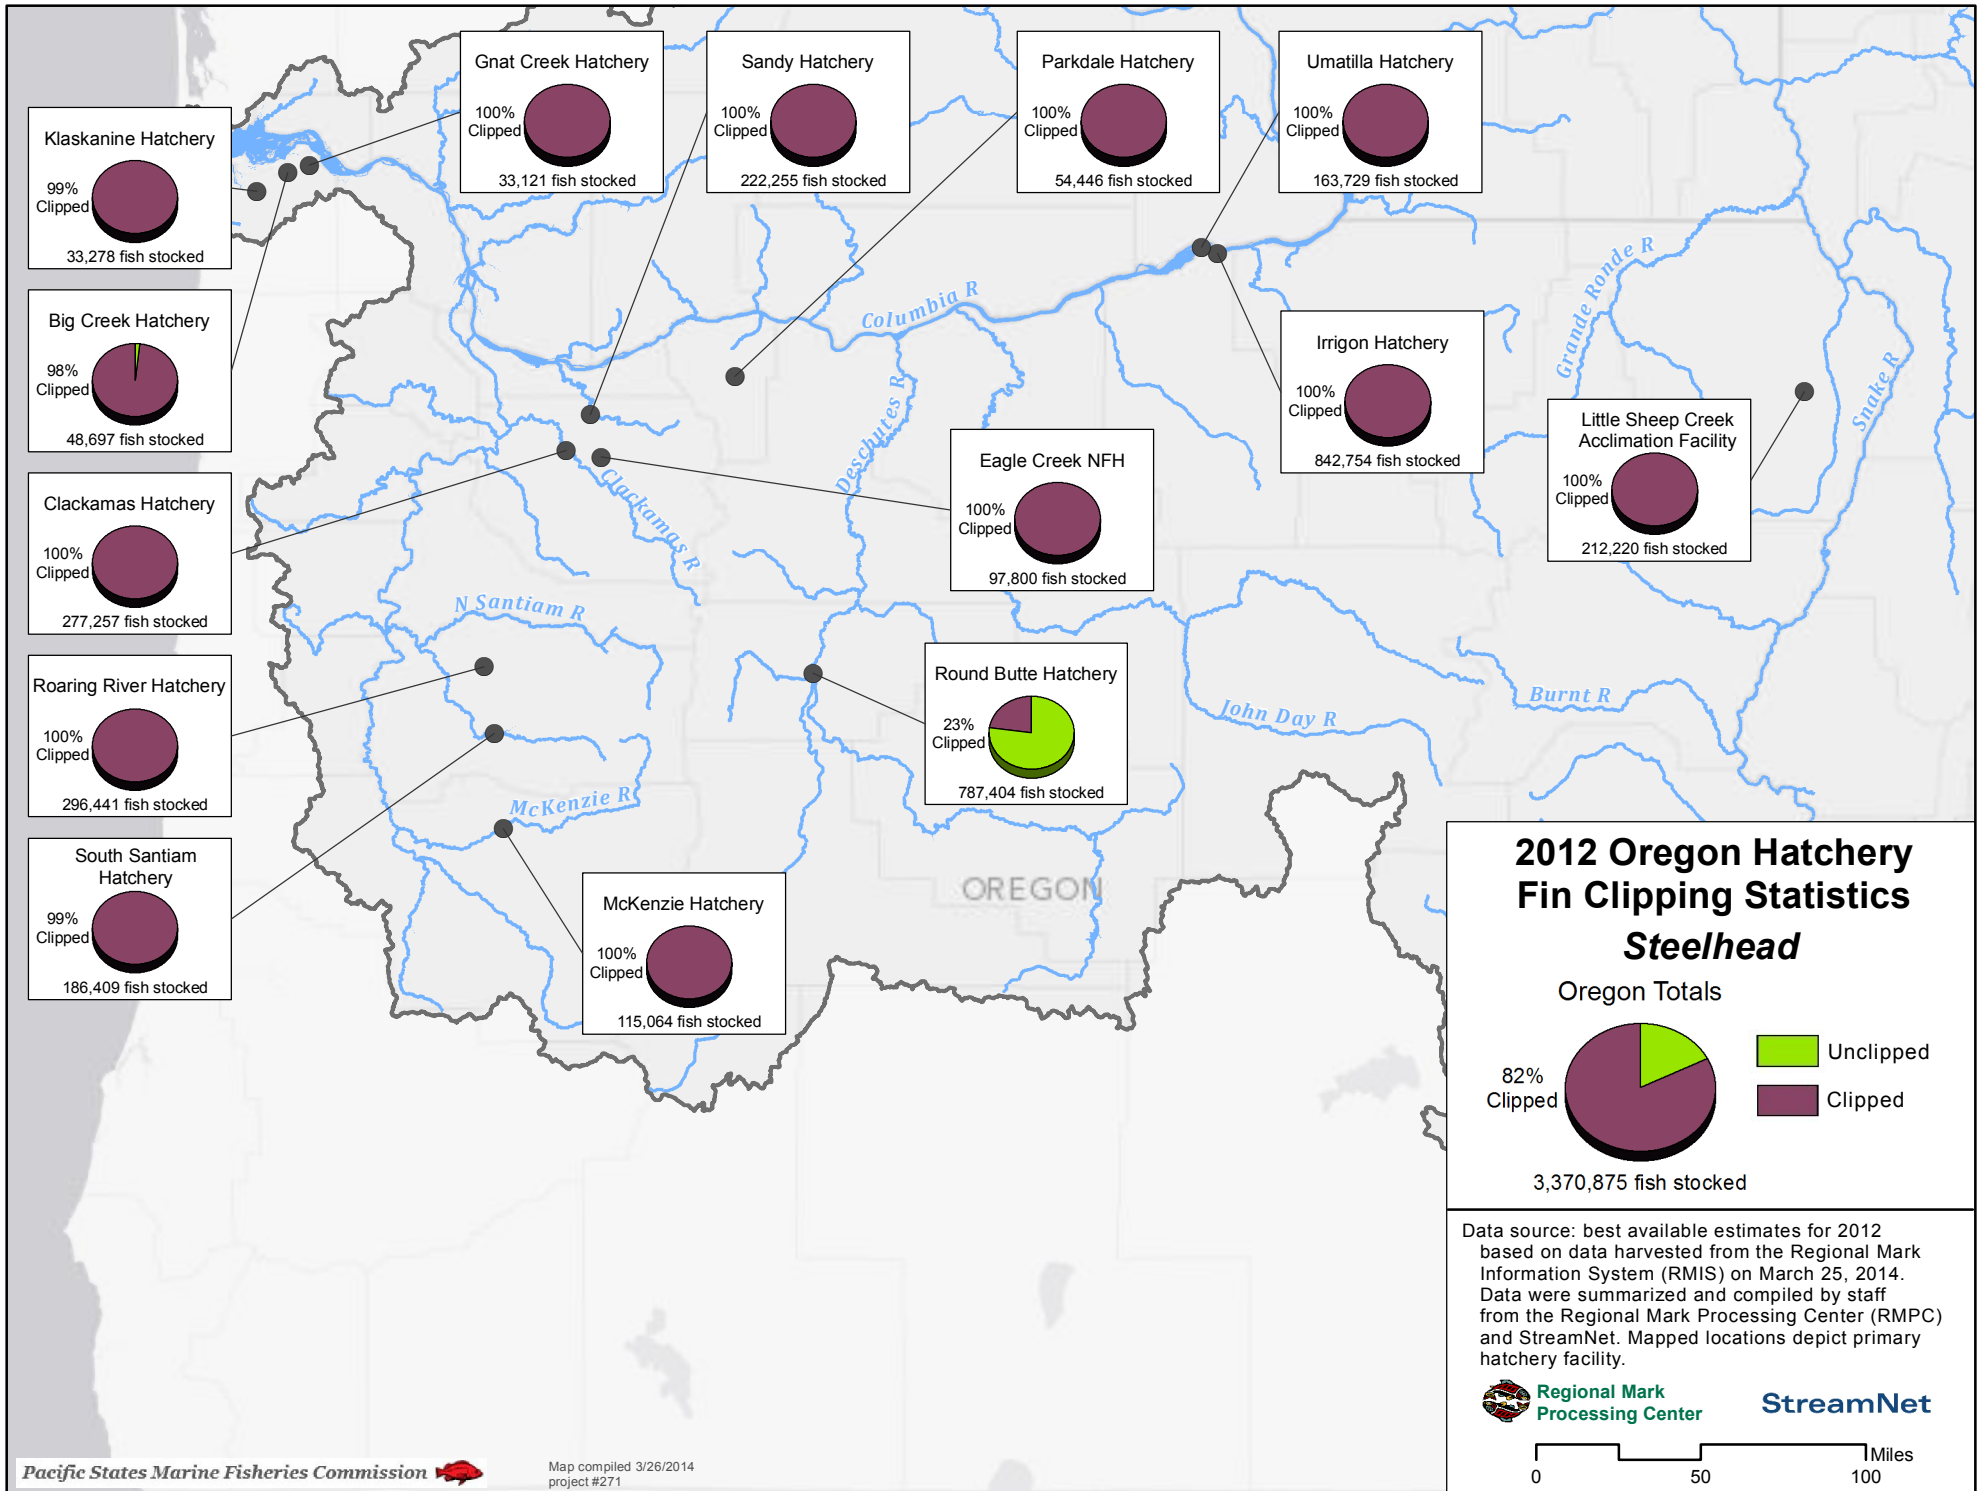 Gnat Creek Hatchery
100%
Clipped
33,121 fish stocked
Sandy Hatchery
100%
Clipped
222,255 fish stocked
Parkdale Hatchery
100%
Clipped
54,446 fish stocked
Umatilla Hatchery
100%
Clipped
163,729 fish stocked
Klaskanine Hatchery
99%
Clipped
33,278 fish stocked
Big Creek Hatchery
98%
Clipped
48,697 fish stocked
Clackamas Hatchery
100%
Clipped
277,257 fish stocked
Roaring River Hatchery
100%
Clipped
296,441 fish stocked
South Santiam
Hatchery
99%
Clipped
186,409 fish stocked
McKenzie Hatchery
100%
Clipped
115,064 fish stocked
Eagle Creek NFH
100%
Clipped
97,800 fish stocked
Round Butte Hatchery
23%
Clipped
787,404 fish stocked
Irrigon Hatchery
100%
Clipped
842,754 fish stocked
Little Sheep Creek
Acclimation Facility
100%
Clipped
212,220 fish stocked
Columbia R
Grande Ronde R
Snake R
Deschutes R
Clackamas R
N Santiam R
McKenzie R
John Day R
Burnt R
OREGON
2012 Oregon Hatchery
Fin Clipping Statistics
Steelhead
Oregon Totals
82%
Clipped
Unclipped
Clipped
3,370,875 fish stocked
Data source: best available estimates for 2012
based on data harvested from the Regional Mark
Information System (RMIS) on March 25, 2014.
Data were summarized and compiled by staff
from the Regional Mark Processing Center (RMPC)
and StreamNet. Mapped locations depict primary
hatchery facility.
Regional Mark
Processing Center
StreamNet
Miles
0 50 100
Pacific States Marine Fisheries Commission
Map compiled 3/26/2014
project #271